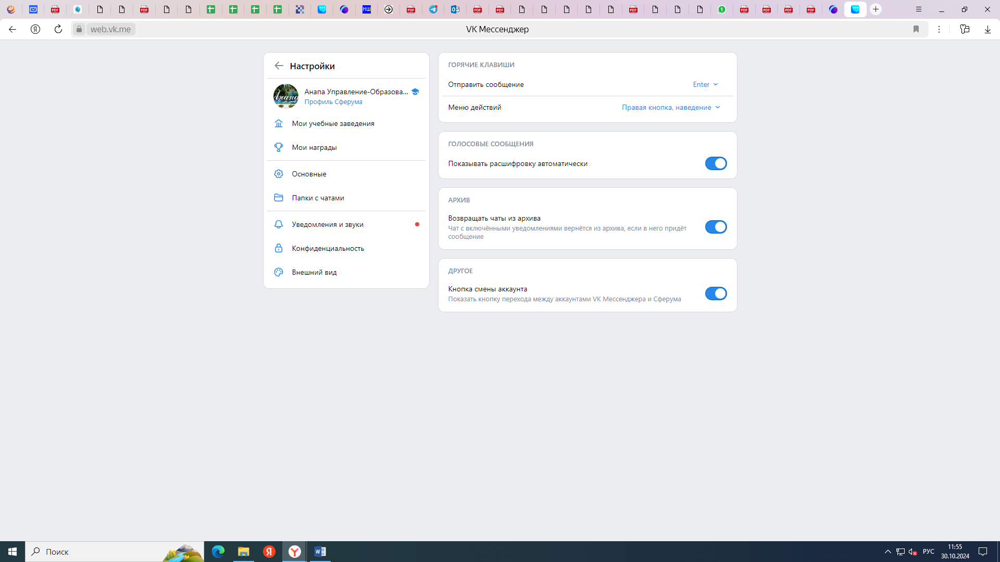 web.vk.me
VK Мессенджер
Настройки
Анапа Управление-Образова...
Профиль Сферума
Мои учебные заведения
Мои награды
Основные
Папки с чатами
Уведомления и звуки
Конфиденциальность
Внешний вид
ГОРЯЧИЕ КЛАВИШИ
Отправить сообщение
Enter
Меню действий
Правая кнопка, наведение
ГОЛОСОВЫЕ СООБЩЕНИЯ
Показывать расшифровку автоматически
АРХИВ
Возвращать чаты из архива
Чат с включёнными уведомлениями вернётся из архива, если в него придёт
сообщение
ДРУГОЕ
Кнопка смены аккаунта
Показать кнопку перехода между аккаунтами VK Мессенджера и Сферума
Поиск
РУС
11:55
30.10.2024